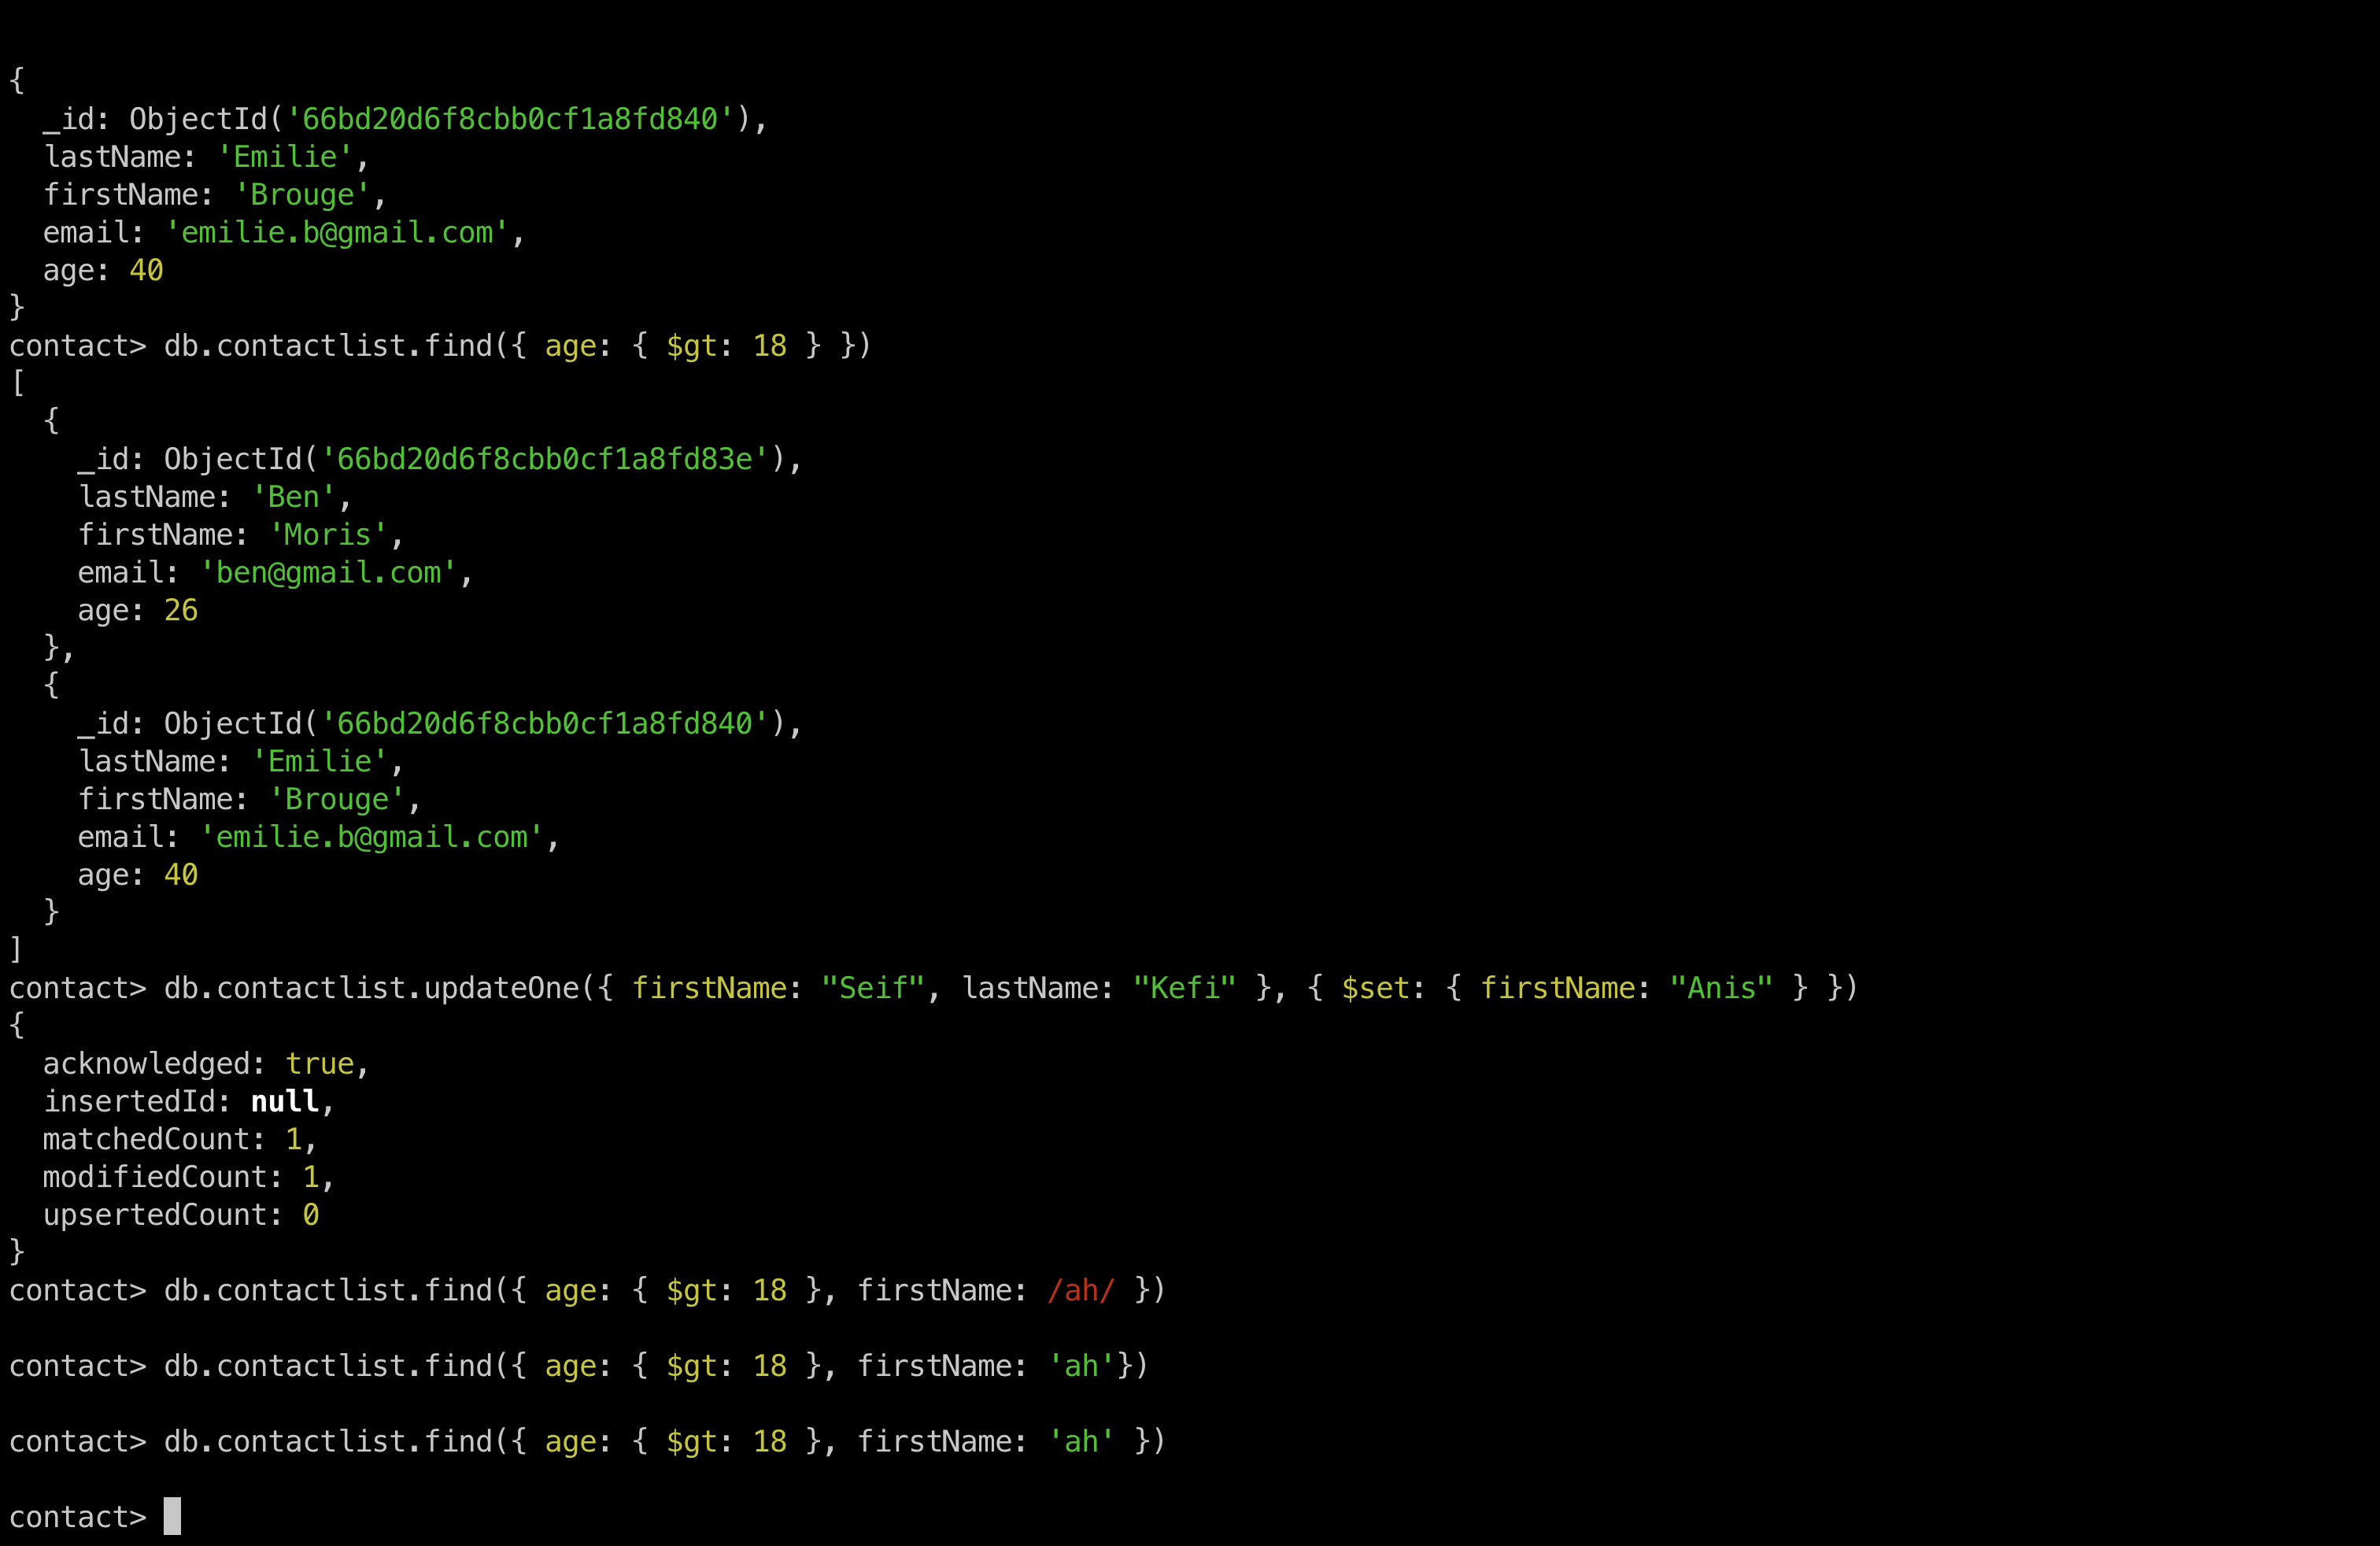 {
  _id: ObjectId('66bd20d6f8cbb0cf1a8fd840'),
  lastName: 'Emilie',
  firstName: 'Brouge',
  email: 'emilie.b@gmail.com',
  age: 40
}
contact> db.contactlist.find({ age: { $gt: 18 } })
[
  {
    _id: ObjectId('66bd20d6f8cbb0cf1a8fd83e'),
    lastName: 'Ben',
    firstName: 'Moris',
    email: 'ben@gmail.com',
    age: 26
  },
  {
    _id: ObjectId('66bd20d6f8cbb0cf1a8fd840'),
    lastName: 'Emilie',
    firstName: 'Brouge',
    email: 'emilie.b@gmail.com',
    age: 40
  }
]
contact> db.contactlist.updateOne({ firstName: "Seif", lastName: "Kefi" }, { $set: { firstName: "Anis" } })
{
  acknowledged: true,
  insertedId: null,
  matchedCount: 1,
  modifiedCount: 1,
  upsertedCount: 0
}
contact> db.contactlist.find({ age: { $gt: 18 }, firstName: /ah/ })
contact> db.contactlist.find({ age: { $gt: 18 }, firstName: 'ah'})
contact> db.contactlist.find({ age: { $gt: 18 }, firstName: 'ah' })
contact>